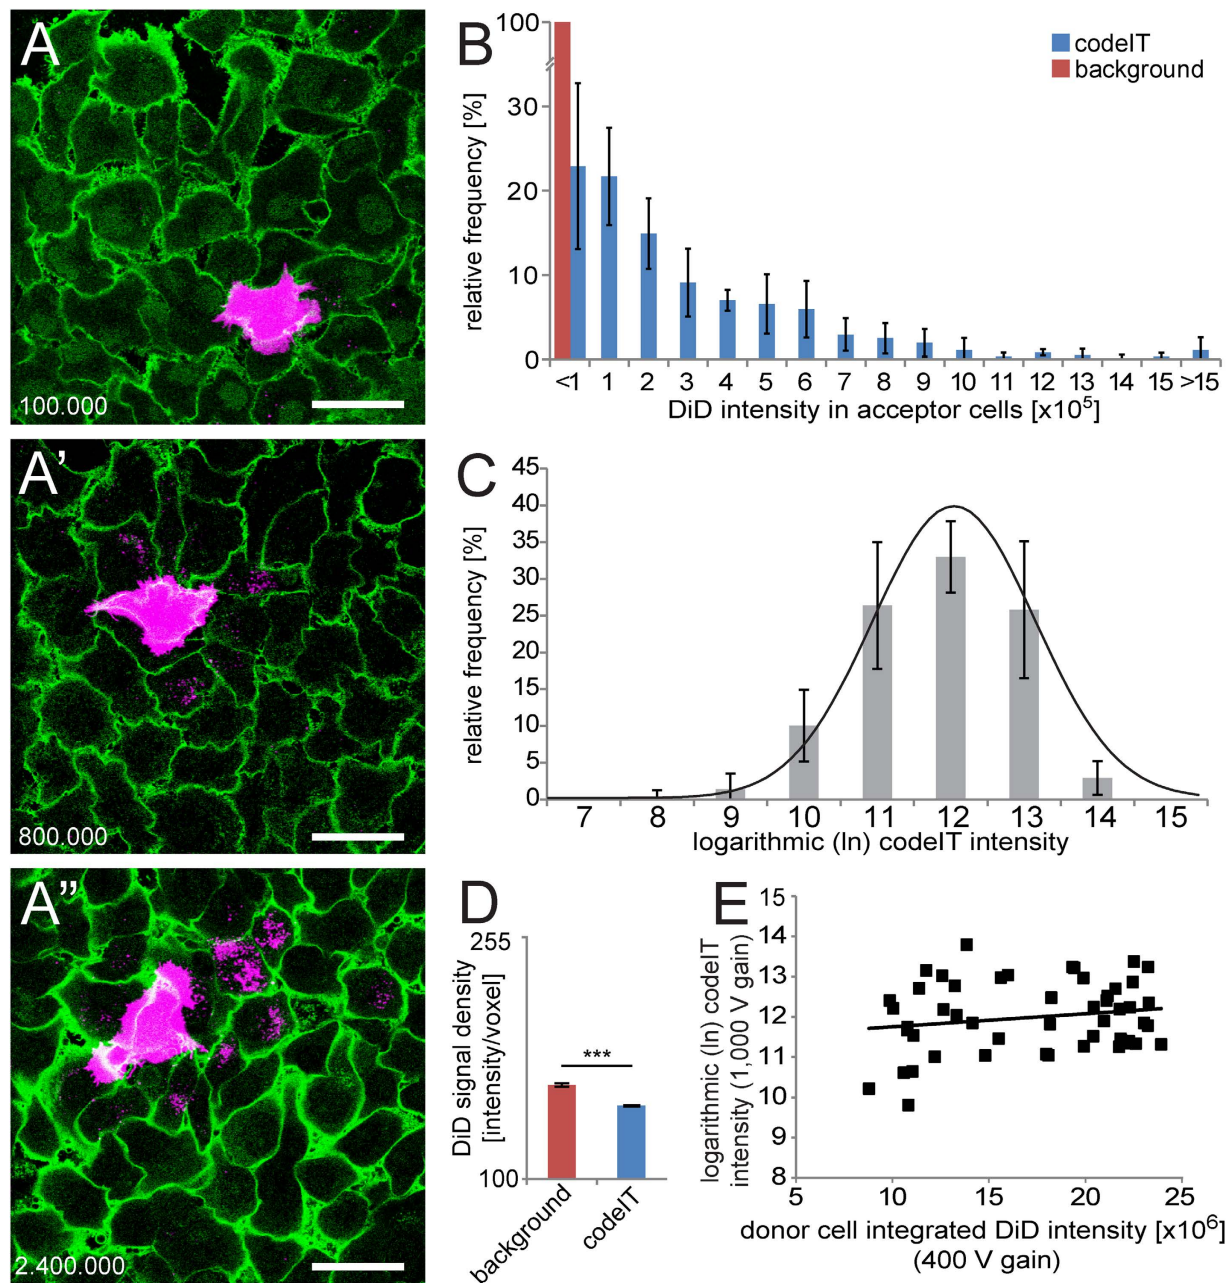 A
100.000
A'
800.000
A"
2.400.000
B
codeIT
background
relative frequency [%]
100
30
20
10
0
<1 1 2 3 4 5 6 7 8 9 10 11 12 13 14 15 >15
DiD intensity in acceptor cells [x10⁵]
C
relative frequency [%]
45
40
35
30
25
20
15
10
5
0
7 8 9 10 11 12 13 14 15
logarithmic (ln) codeIT intensity
D
DiD signal density
[intensity/voxel]
255
100
***
background
codeIT
E
logarithmic (ln) codeIT
intensity (1,000 V gain)
15
14
13
12
11
10
9
8
5 10 15 20 25
donor cell integrated DiD intensity [x10⁶]
(400 V gain)